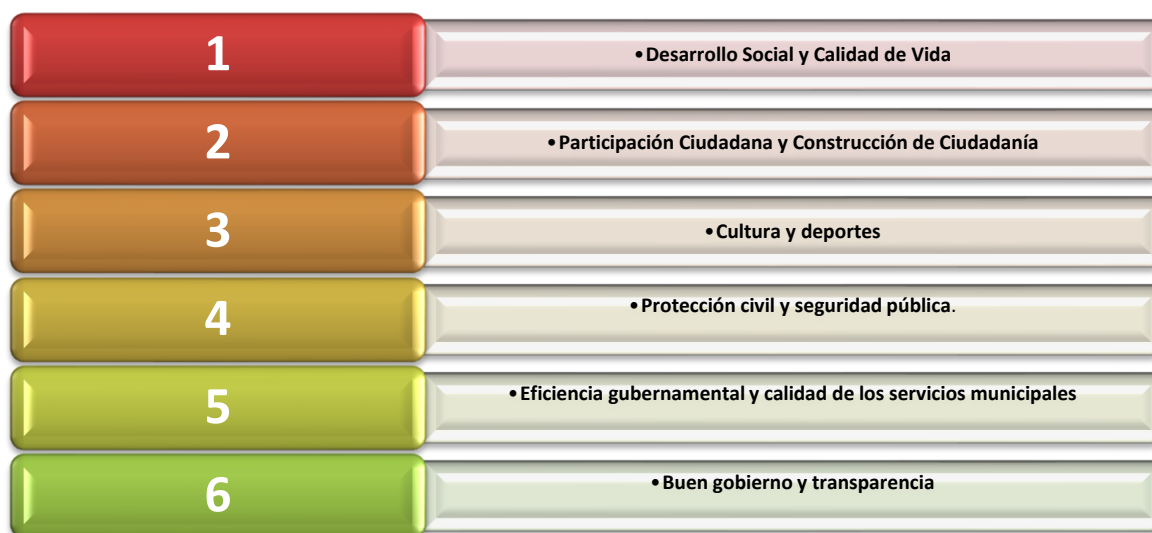 1
•Desarrollo Social y Calidad de Vida
2
•Participación Ciudadana y Construcción de Ciudadanía
3
•Cultura y deportes
4
•Protección civil y seguridad pública.
5
•Eficiencia gubernamental y calidad de los servicios municipales
6
•Buen gobierno y transparencia